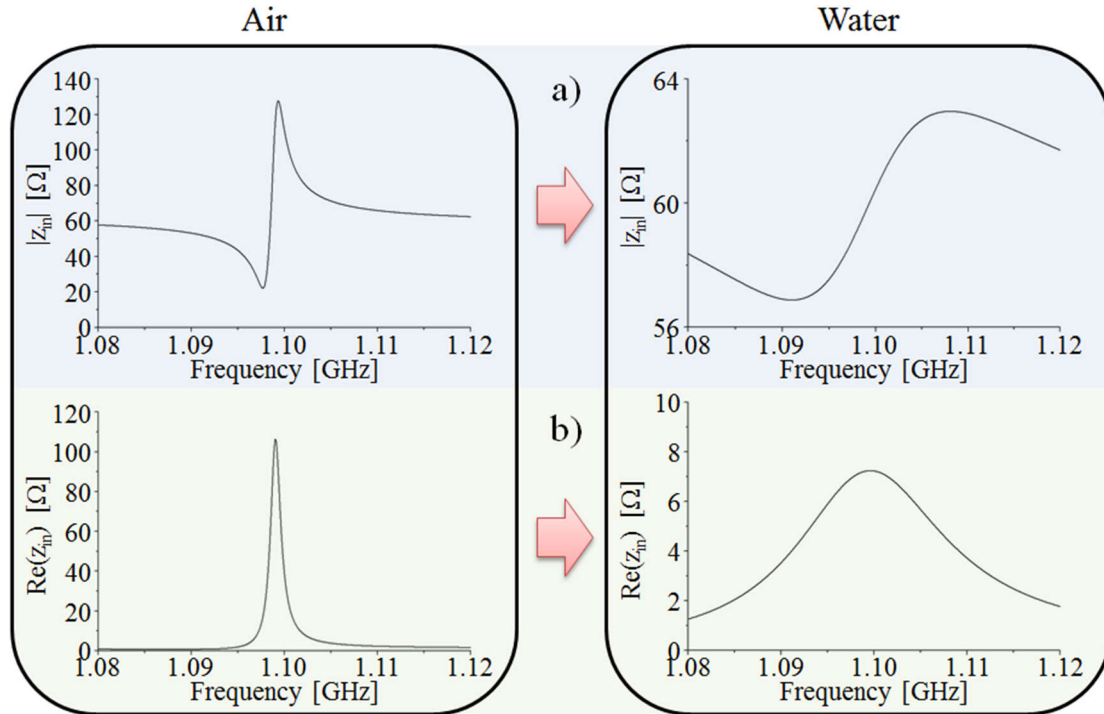 Air
Water
a)
140
120
100
80
60
40
20
0
|z_in| [Ω]
1.08 1.09 1.10 1.11 1.12
Frequency [GHz]
64
60
56
|z_in| [Ω]
1.08 1.09 1.10 1.11 1.12
Frequency [GHz]
b)
120
100
80
60
40
20
0
Re(z_in) [Ω]
1.08 1.09 1.10 1.11 1.12
Frequency [GHz]
10
8
6
4
2
0
Re(z_in) [Ω]
1.08 1.09 1.10 1.11 1.12
Frequency [GHz]